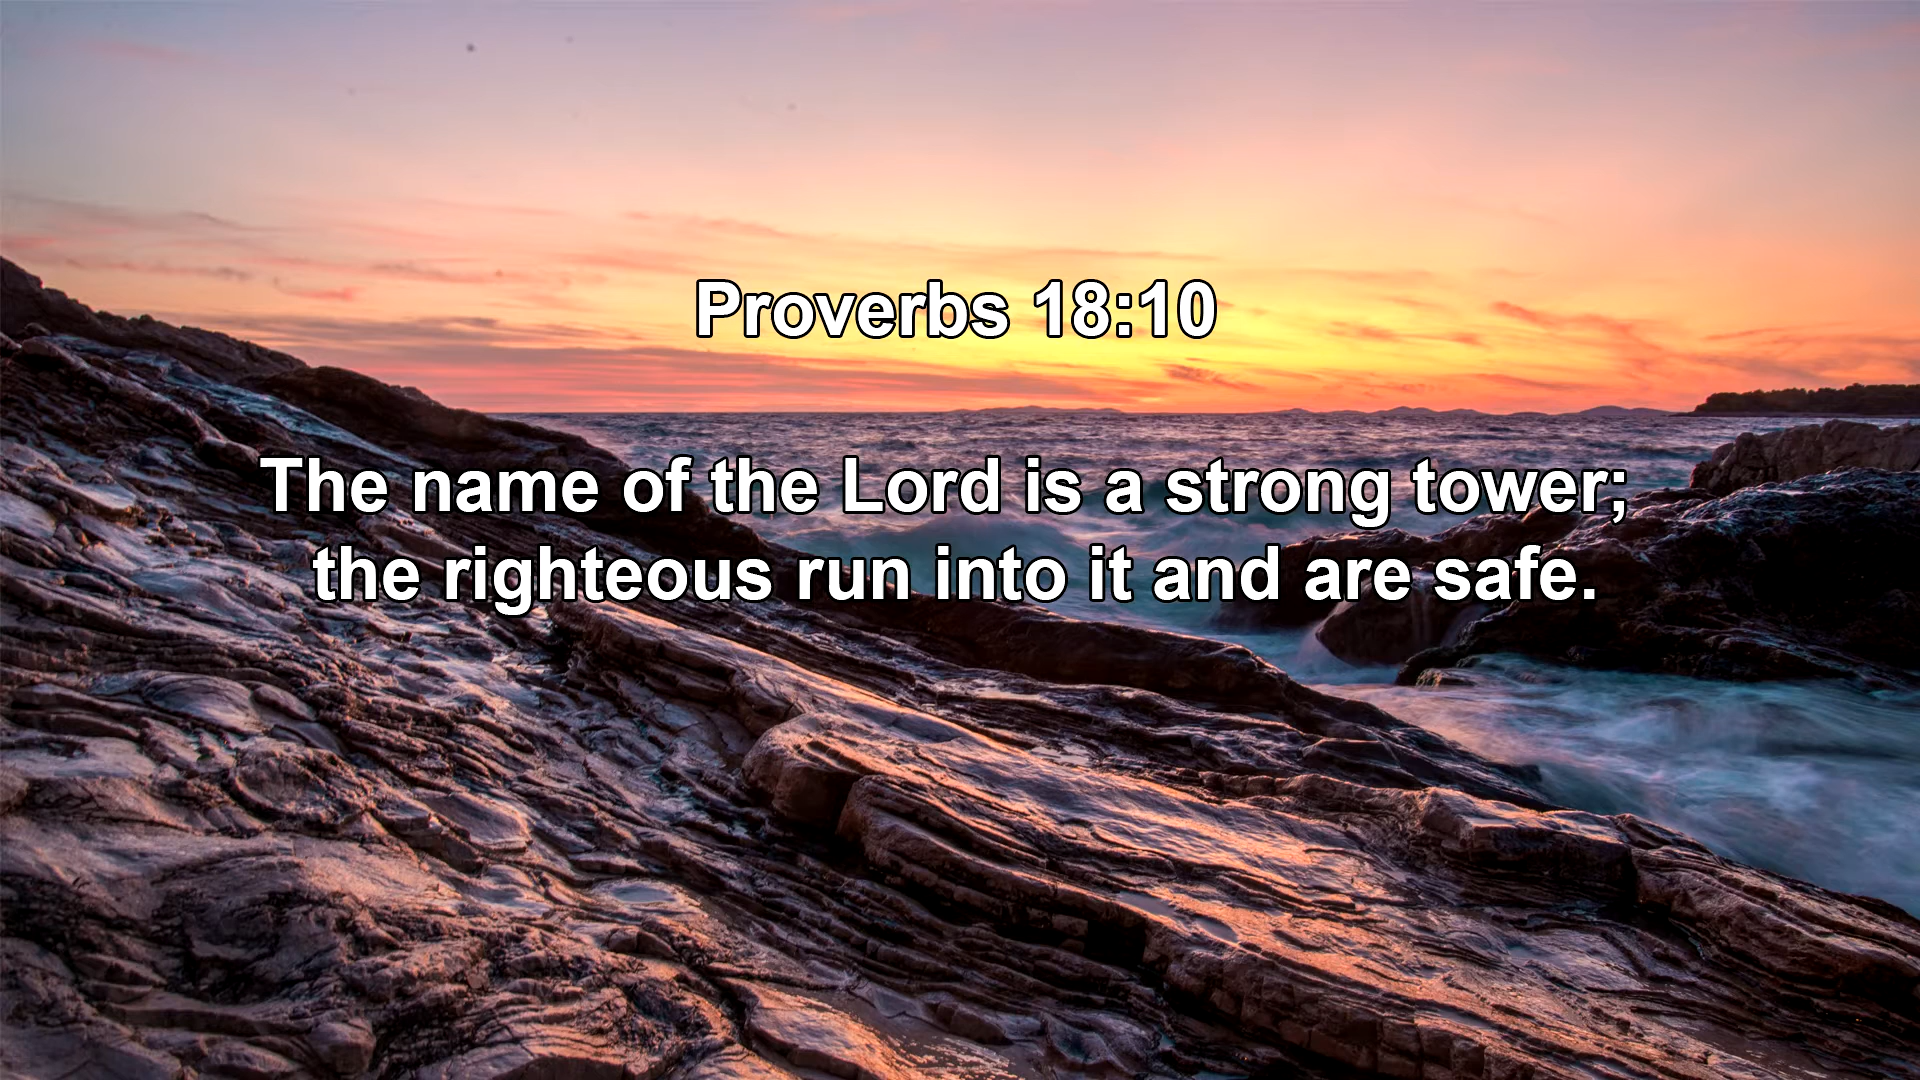 Proverbs 18:10
The name of the Lord is a strong tower;
the righteous run into it and are safe.